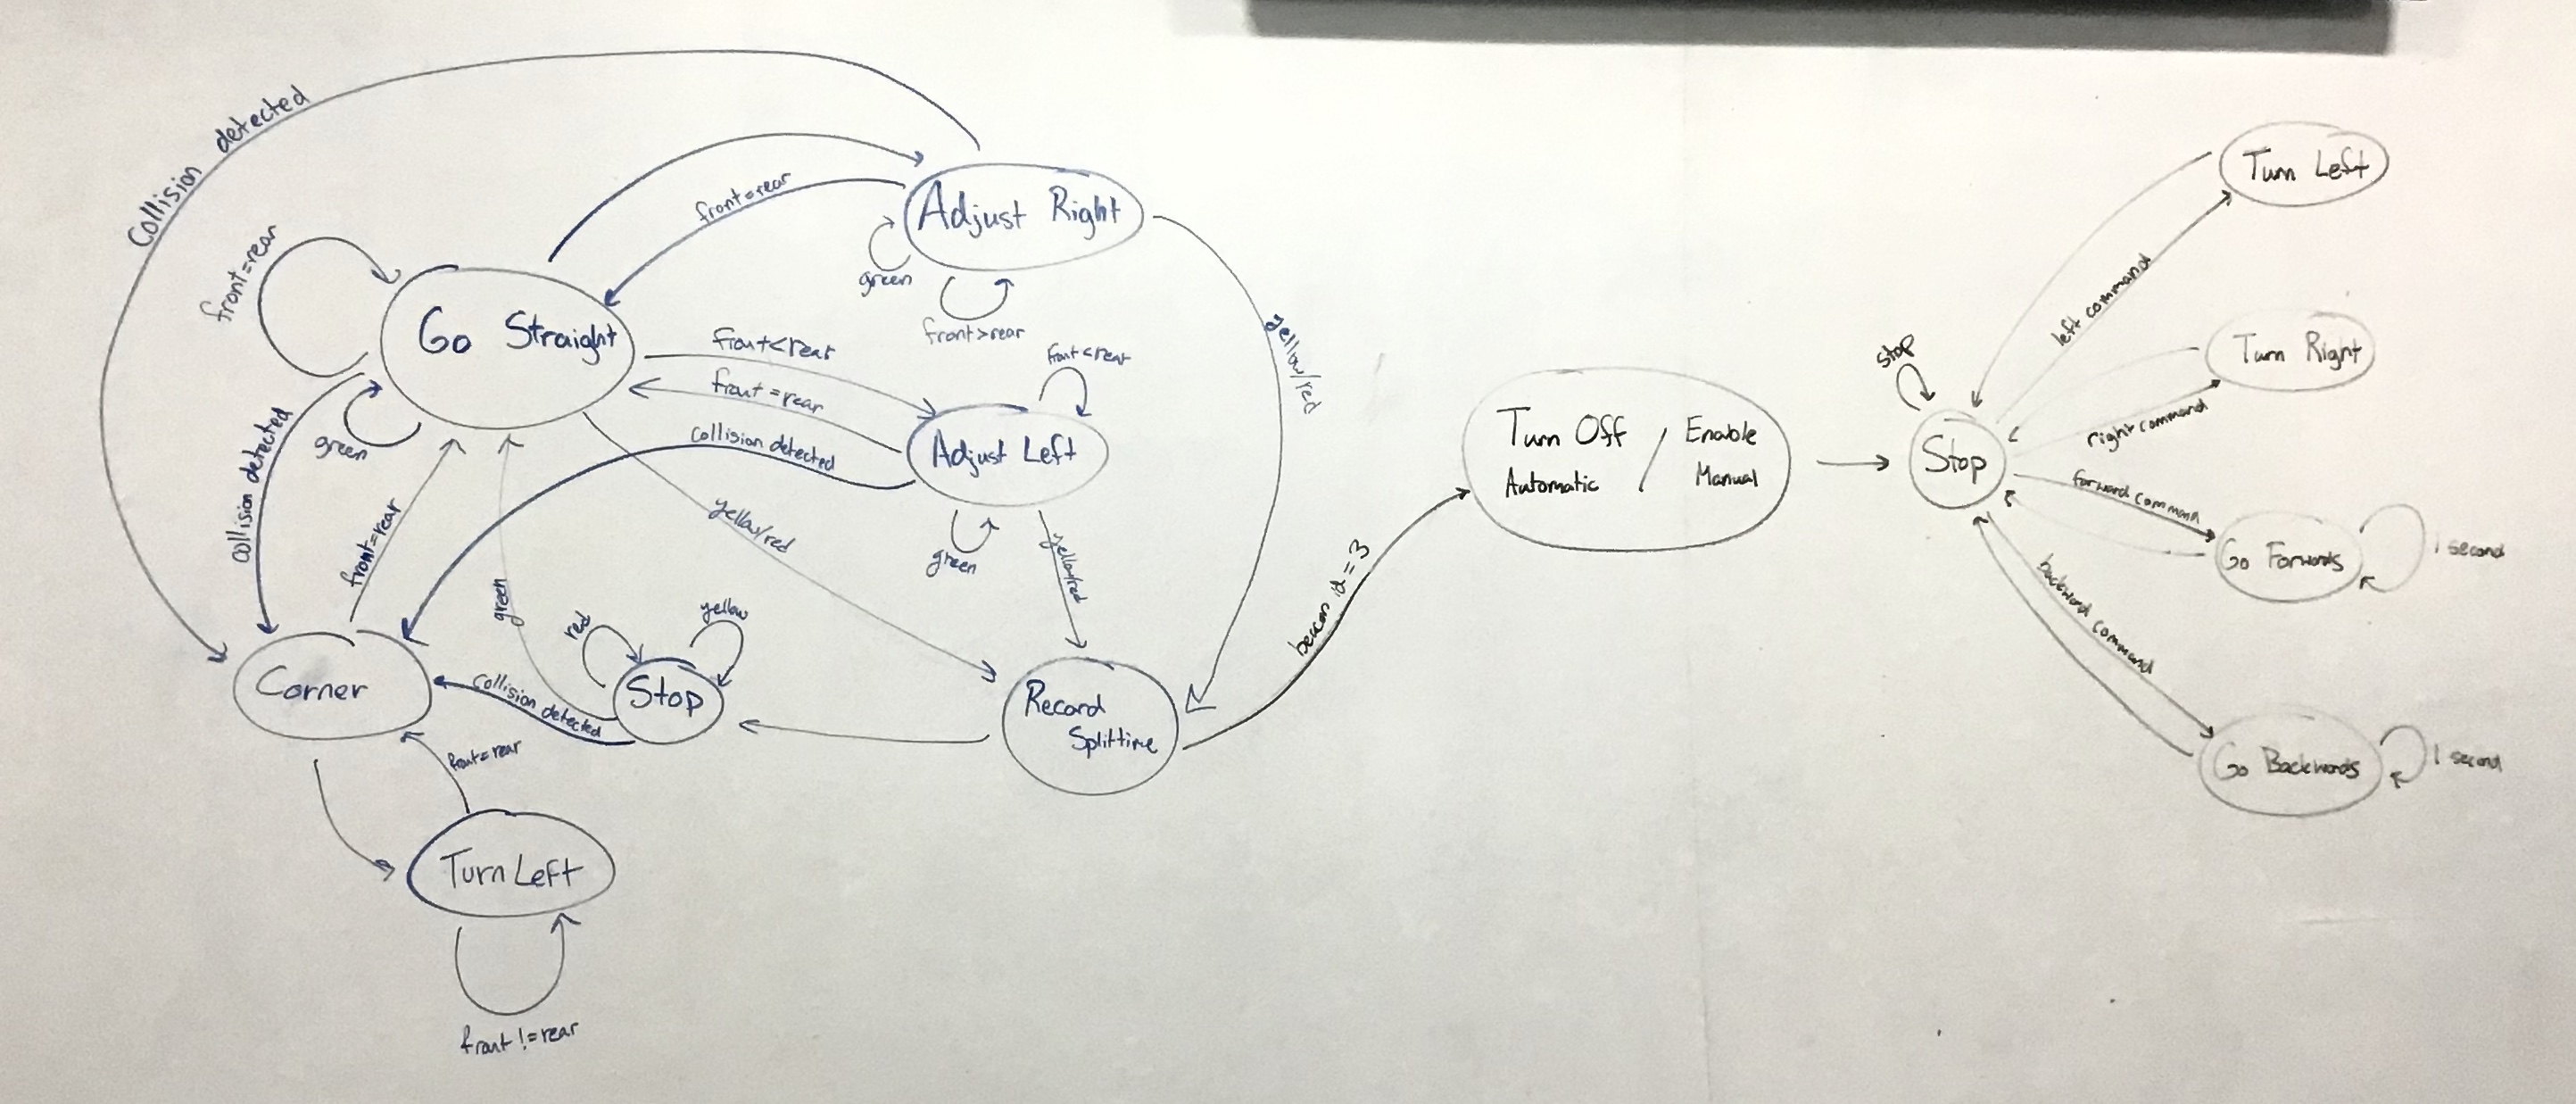 Collision detected
front=rear
Adjust Right
green
front>rear
front=rear
Go Straight
green
front<rear
front=rear
front<rear
Adjust Left
green
yellow/red
yellow/red
yellow/red
collision detected
collision detected
front=rear
green
red
yellow
Stop
collision detected
Corner
front=rear
Turn Left
front!=rear
Record
Splittime
beacon id=3
Turn Off / Enable
Automatic Manual
stop
Stop
left command
Turn Left
right command
Turn Right
forward command
Go Forwards
1 second
backward command
Go Backwards
1 second